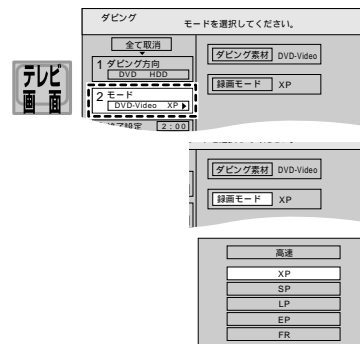 ダビング
モードを選択してください。
テレビ
画面
全て取消
1 ダビング方向
DVD HDD
2 モード
DVD-Video XP
2:00
ダビング素材 DVD-Video
録画モード XP
ダビング素材 DVD-Video
録画モード XP
高速
XP
SP
LP
EP
FR